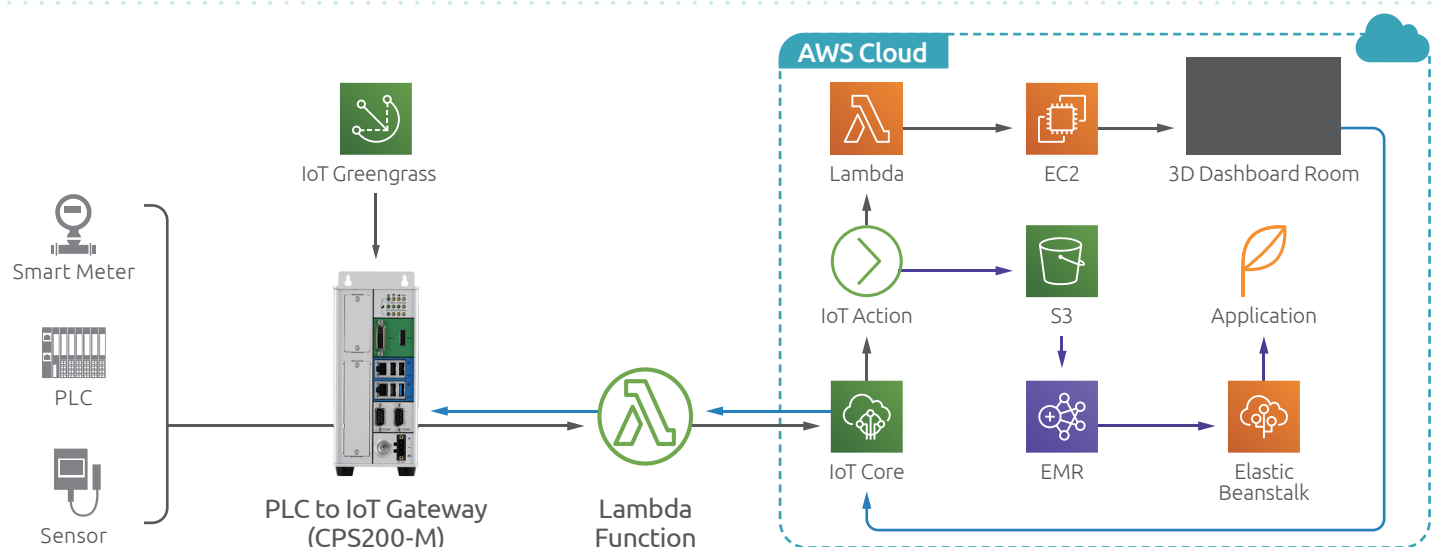 AWS Cloud
IoT Greengrass
Lambda
EC2
3D Dashboard Room
Smart Meter
IoT Action
S3
Application
PLC
IoT Core
EMR
Elastic
Beanstalk
Sensor
PLC to IoT Gateway
(CPS200-M)
Lambda
Function